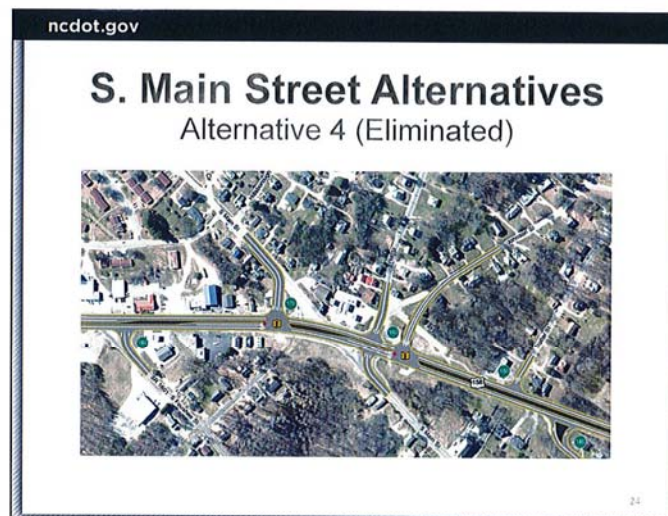 ncdot.gov
S. Main Street Alternatives
Alternative 4 (Eliminated)
24